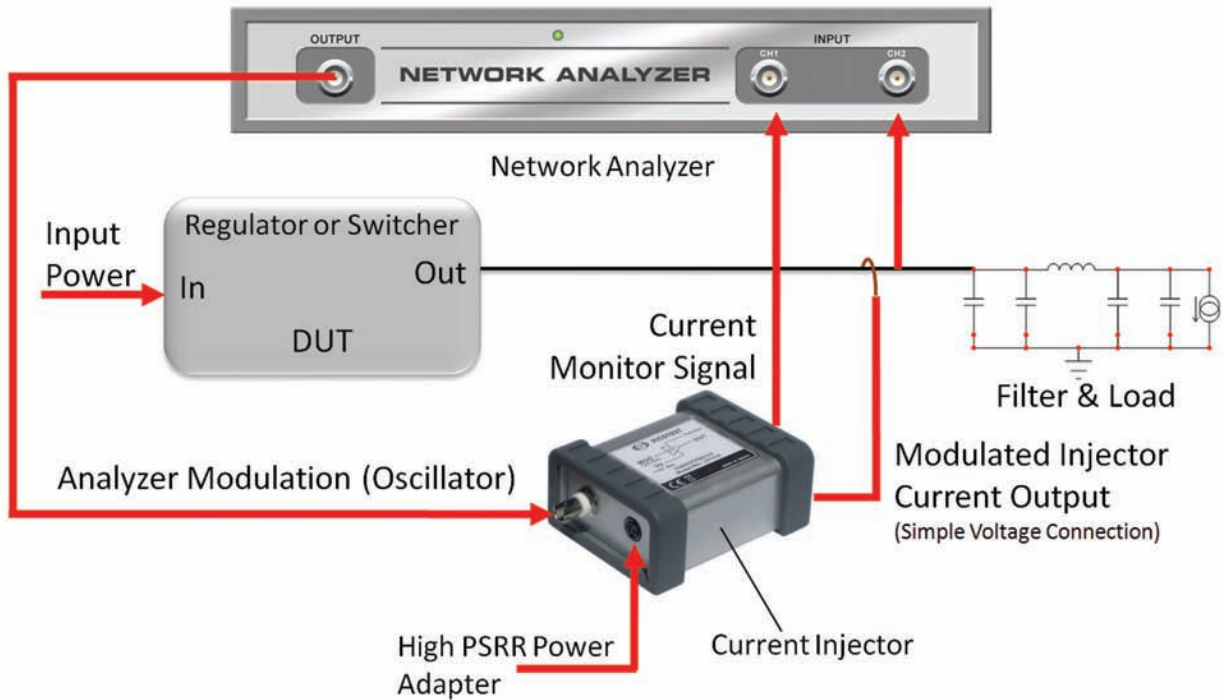 OUTPUT
INPUT
CH1
CH2
NETWORK ANALYZER
Network Analyzer
Input
Power
Regulator or Switcher
In
Out
DUT
Current
Monitor Signal
Filter & Load
Analyzer Modulation (Oscillator)
PICOTEST
Modulated Injector
Current Output
(Simple Voltage Connection)
High PSRR Power
Adapter
Current Injector